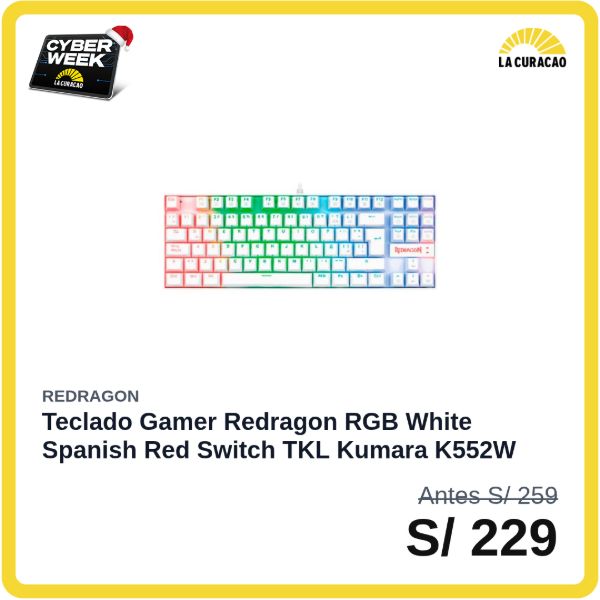 CYBER
WEEK
LA CURACAO
LA CURACAO
REDRAGON
REDRAGON
Teclado Gamer Redragon RGB White
Spanish Red Switch TKL Kumara K552W
Antes S/ 259
S/ 229